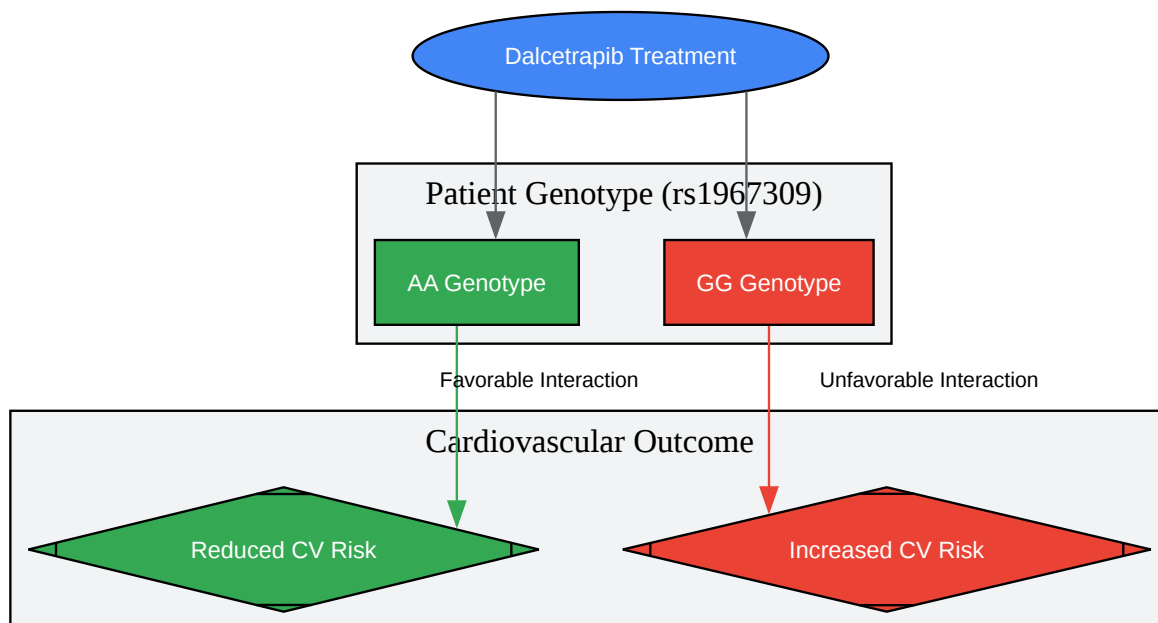 Dalcetrapib Treatment
Patient Genotype (rs1967309)
AA Genotype
GG Genotype
Favorable Interaction
Unfavorable Interaction
Cardiovascular Outcome
Reduced CV Risk
Increased CV Risk